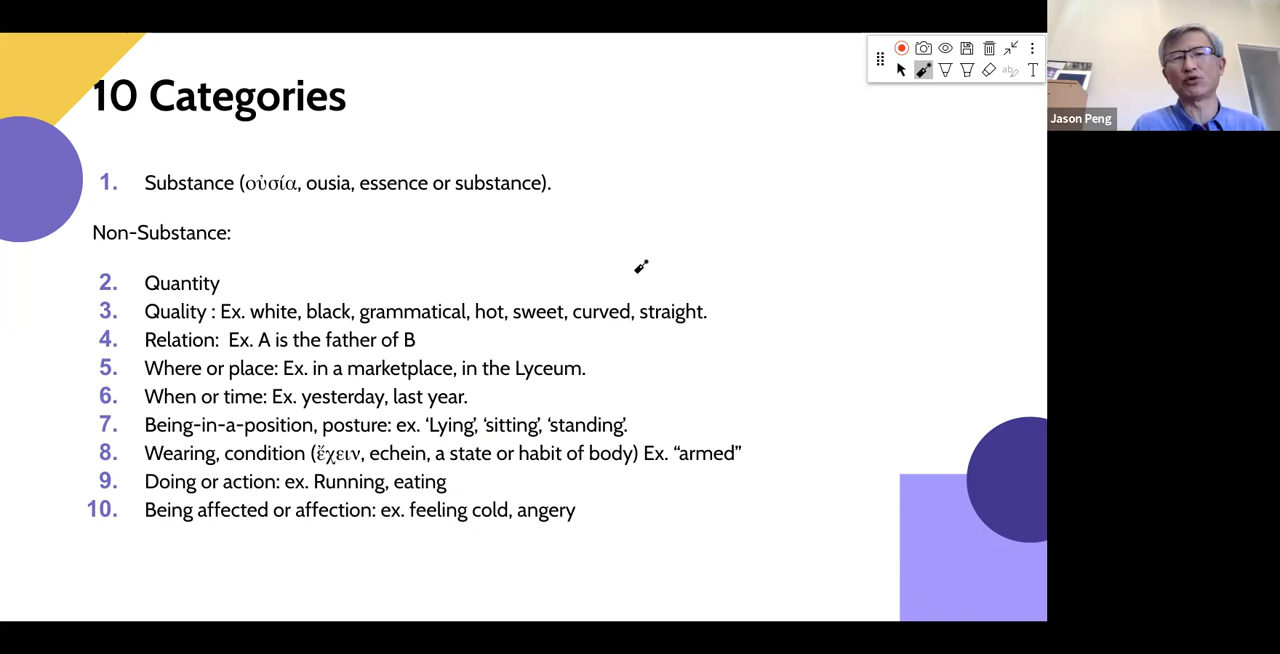 10 Categories
1. Substance (οὐσία, ousia, essence or substance).
Non-Substance:
2. Quantity
3. Quality : Ex. white, black, grammatical, hot, sweet, curved, straight.
4. Relation:  Ex. A is the father of B
5. Where or place: Ex. in a marketplace, in the Lyceum.
6. When or time: Ex. yesterday, last year.
7. Being-in-a-position, posture: ex. ‘Lying’, ‘sitting’, ‘standing’.
8. Wearing, condition (ἔχειν, echein, a state or habit of body) Ex. “armed”
9. Doing or action: ex. Running, eating
10. Being affected or affection: ex. feeling cold, angery
ab
T
Jason Peng